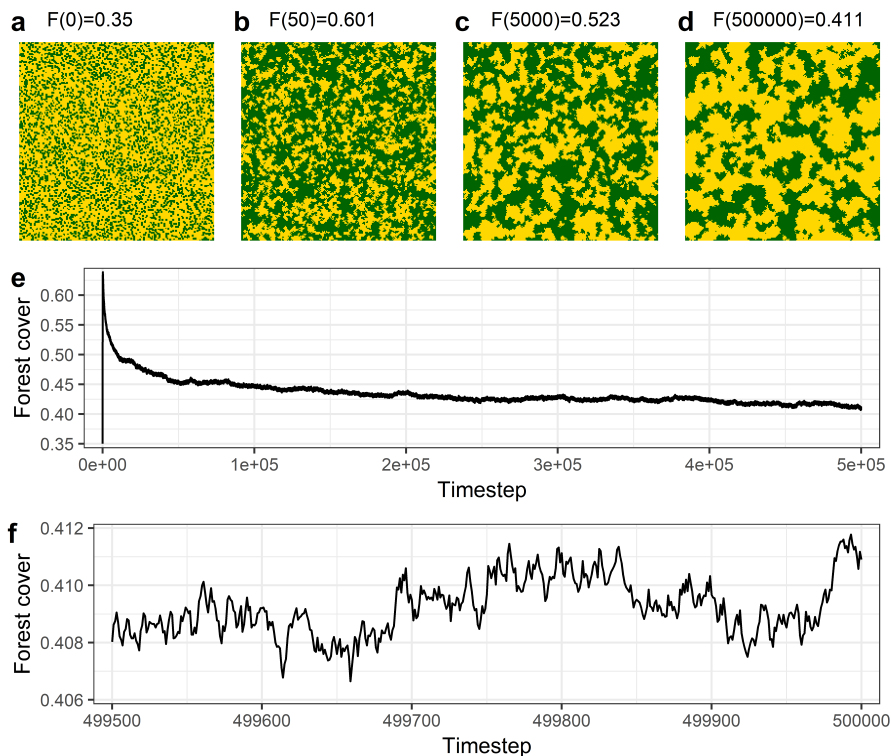 a F(0)=0.35
b F(50)=0.601
c F(5000)=0.523
d F(500000)=0.411
e
Forest cover
0.60
0.55
0.50
0.45
0.40
0.35
0e+00 1e+05 2e+05 3e+05 4e+05 5e+05
Timestep
f
Forest cover
0.412
0.410
0.408
0.406
499500 499600 499700 499800 499900 500000
Timestep